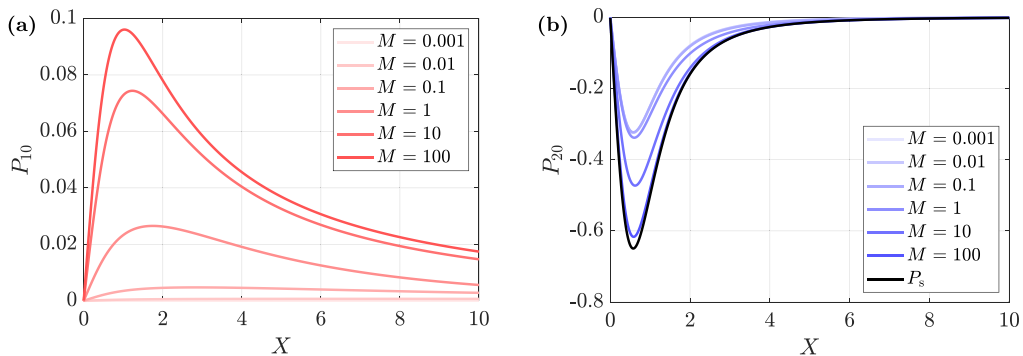 (a)
0.1
0.08
0.06
0.04
0.02
0
P10
0 2 4 6 8 10
X
M = 0.001
M = 0.01
M = 0.1
M = 1
M = 10
M = 100
(b)
0
-0.2
-0.4
-0.6
-0.8
P20
0 2 4 6 8 10
X
M = 0.001
M = 0.01
M = 0.1
M = 1
M = 10
M = 100
Ps